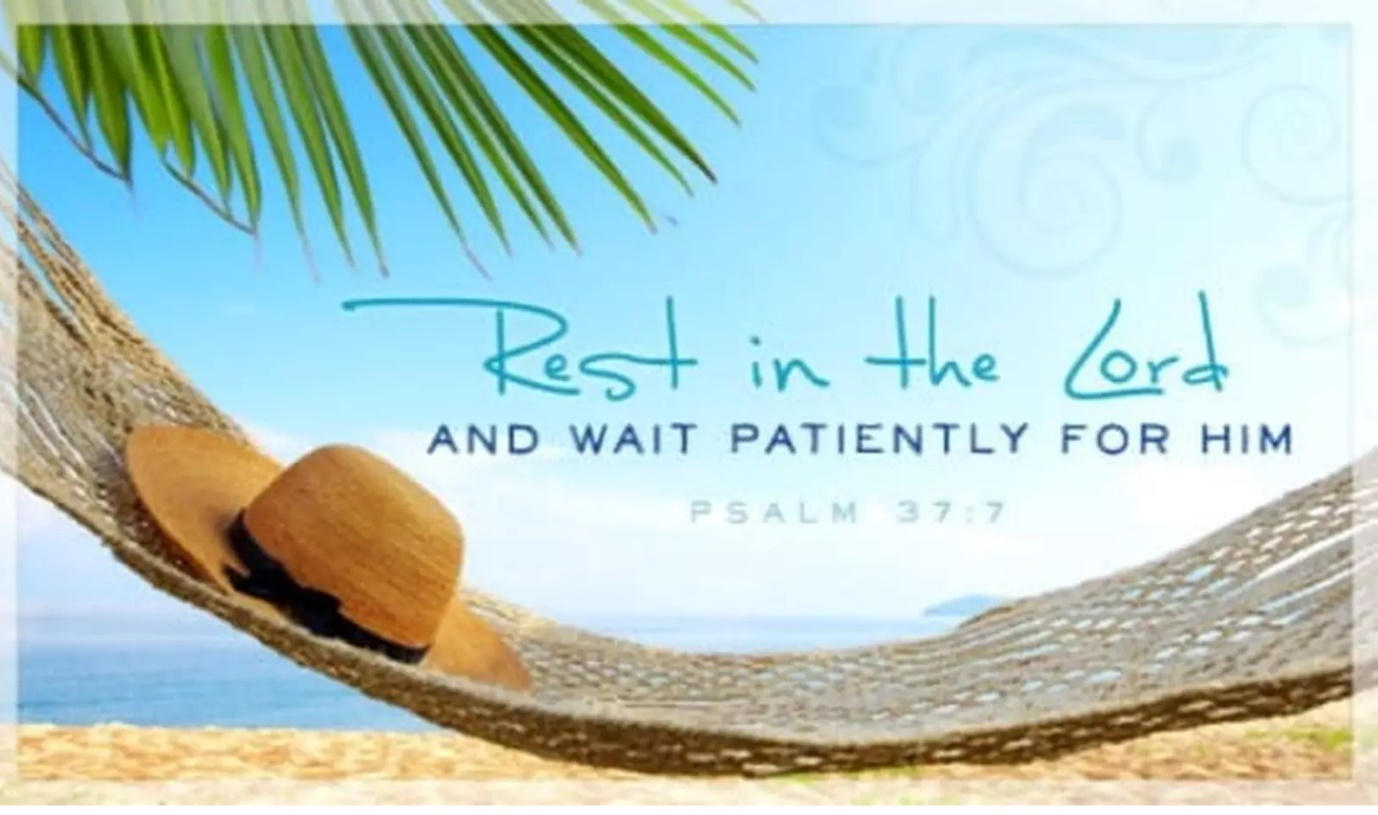 Rest in the Lord
AND WAIT PATIENTLY FOR HIM
PSALM 37:7